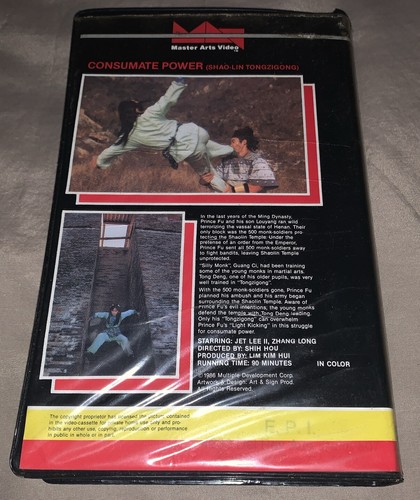 Master Arts Video
CONSUMATE POWER (SHAO-LIN TONGZIGONG)
In the last years of the Ming Dynasty,
Prince Fu and his son Louyang ran wild
terrorizing the vassal state of Henan. Their
only block was the 500 monk-soldiers pro-
tecting the Shaolin Temple. Under the
pretense of an order from the Emperor,
Prince Fu sent all 500 monk-soldiers away
to fight bandits, leaving Shaolin Temple
unprotected.
"Silly Monk", Guang Ci, had been training
some of the young monks in martial arts.
Tong Deng, one of his older pupils, was very
well trained in "Tongzigong".
With the 500 monk-soldiers gone, Prince Fu
planned his ambush and his army began
surrounding the Shaolin Temple. Aware of
Prince Fu's evil intentions, the young monks
defend the temple with Tong Deng leading.
Only his "Tongzigong" can overwhelm
Prince Fu's "Light Kicking" in this struggle
for consumate power.
STARRING: JET LEE II, ZHANG LONG
DIRECTED BY: SHIH HOU
PRODUCED BY: LIM KIM HUI
RUNNING TIME: 90 MINUTES IN COLOR
©1986 Multiple Development Corp.
Artwork & Design: Art & Sign Prod.
All Rights Reserved.
The copyright proprietor has licensed the picture contained
in the video-cassette for private home use only and pro-
hibits any other use, copying, reproduction or performance
in public in whole or in part.
E.P.I.